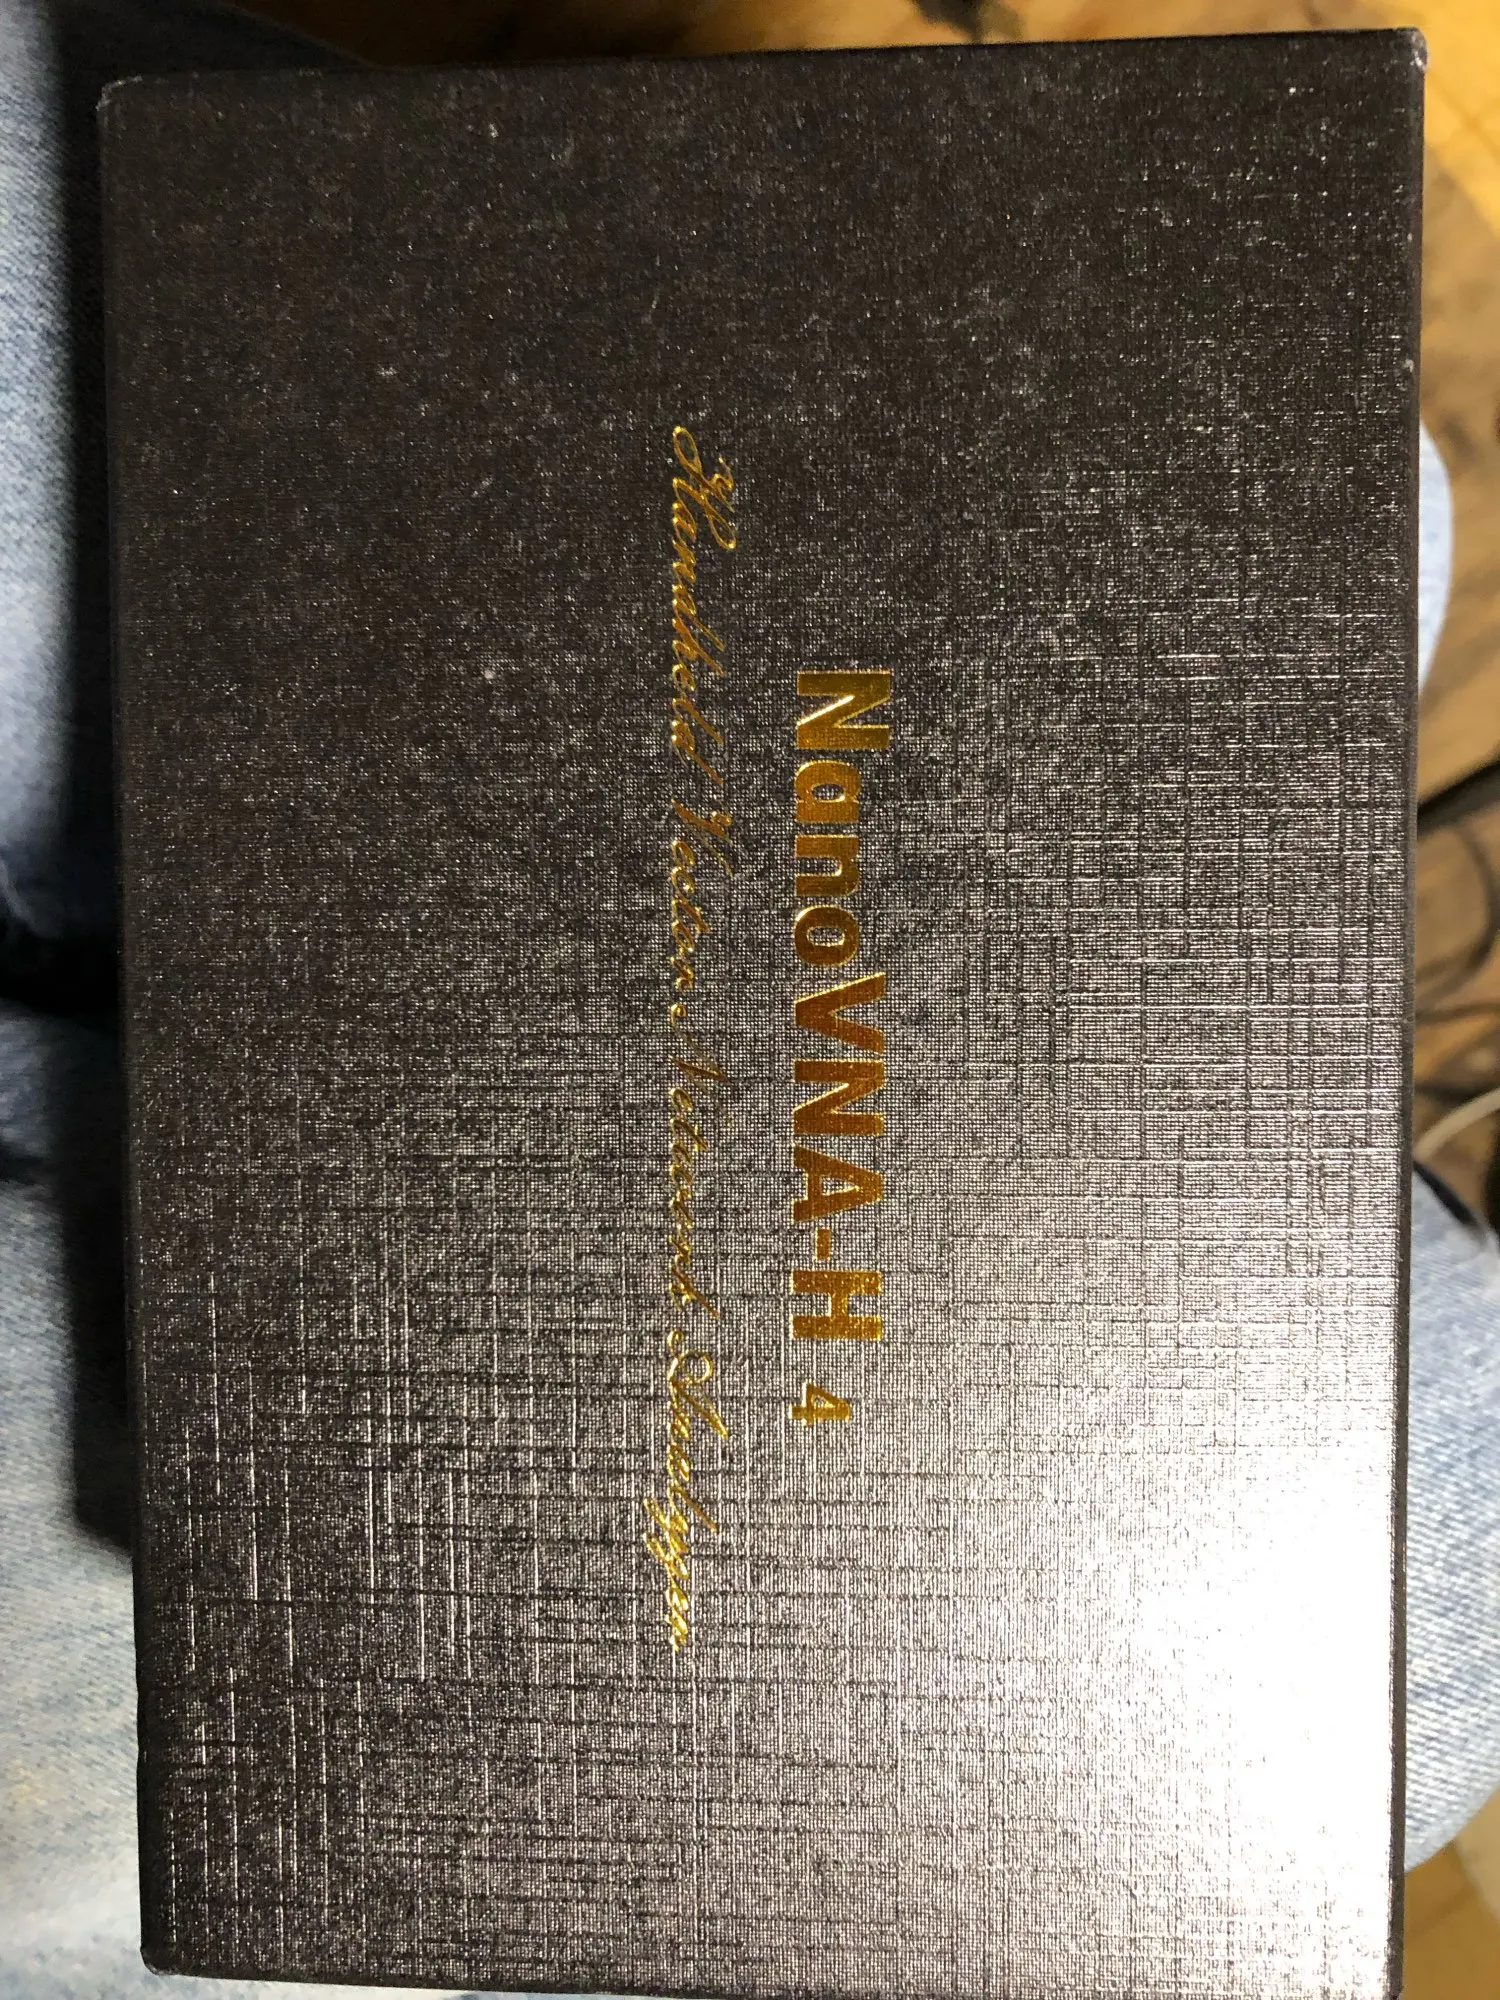 NanoVNA-H 4
Handheld Vector Network Analyzer